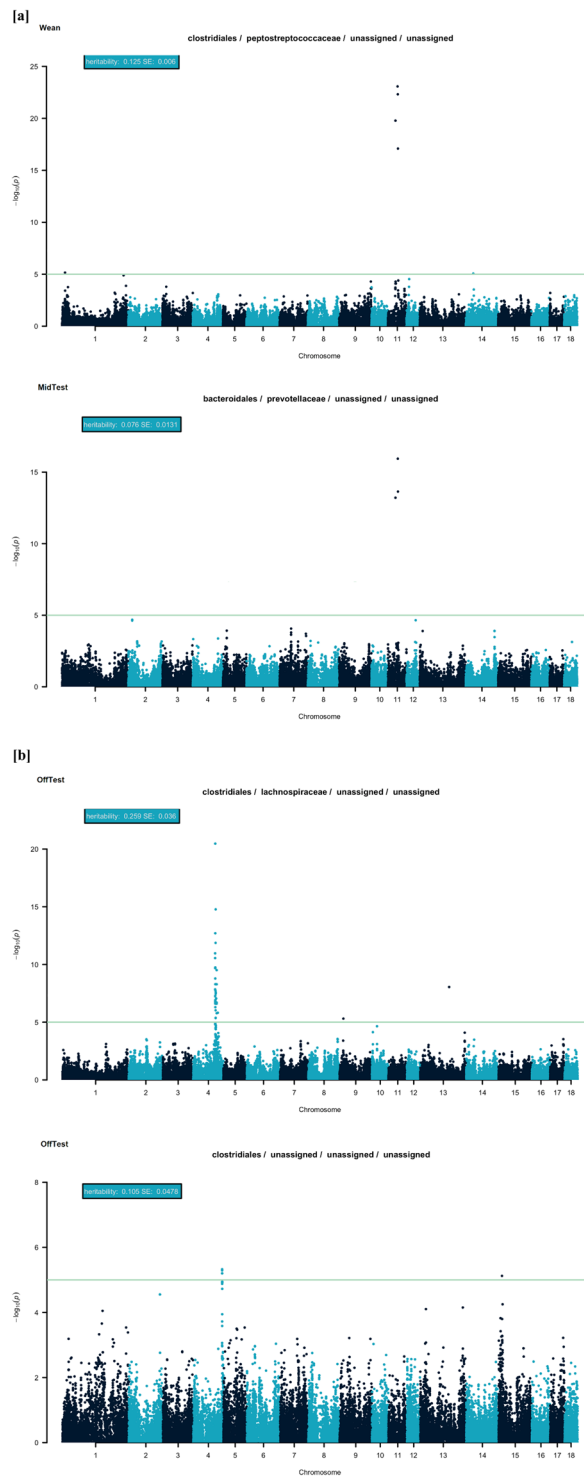 [a]
Wean
clostridiales / peptostreptococcaceae / unassigned / unassigned
heritability: 0.125 SE: 0.006
25
20
15
10
5
0
−log10(p)
1 2 3 4 5 6 7 8 9 10 11 12 13 14 15 16 17 18
Chromosome
MidTest
bacteroidales / prevotellaceae / unassigned / unassigned
heritability: 0.076 SE: 0.0131
15
10
5
0
−log10(p)
1 2 3 4 5 6 7 8 9 10 11 12 13 14 15 16 17 18
Chromosome
[b]
OffTest
clostridiales / lachnospiraceae / unassigned / unassigned
heritability: 0.259 SE: 0.036
20
15
10
5
0
−log10(p)
1 2 3 4 5 6 7 8 9 10 11 12 13 14 15 16 17 18
Chromosome
OffTest
clostridiales / unassigned / unassigned / unassigned
heritability: 0.105 SE: 0.0478
8
6
4
2
0
−log10(p)
1 2 3 4 5 6 7 8 9 10 11 12 13 14 15 16 17 18
Chromosome